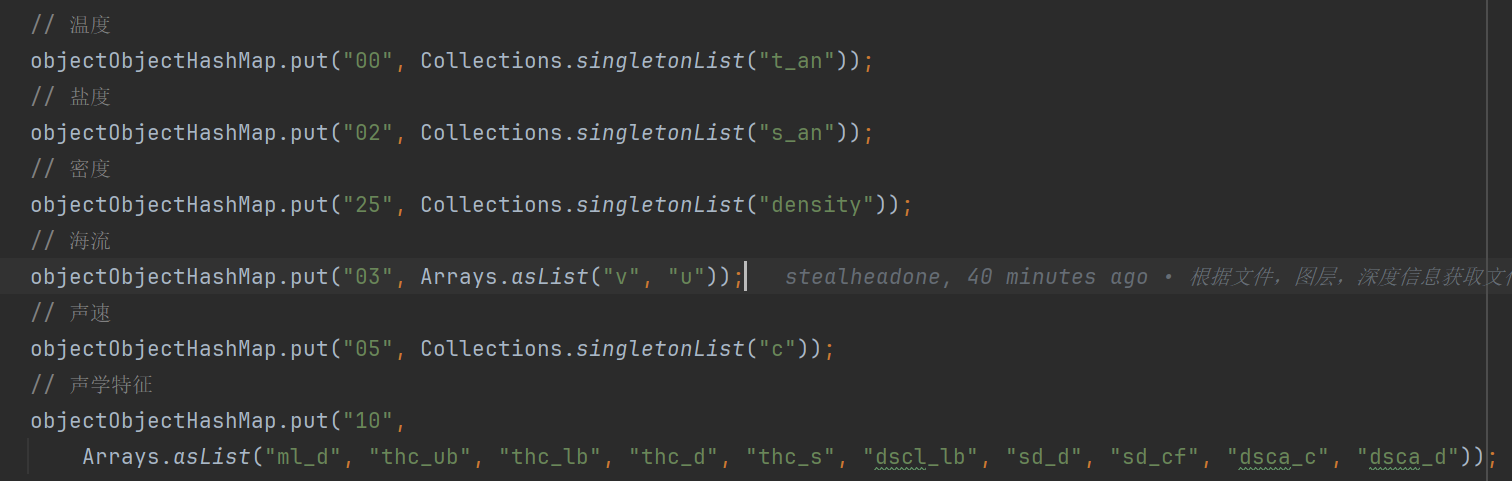 // 温度
objectObjectHashMap.put("00", Collections.singletonList("t_an"));
// 盐度
objectObjectHashMap.put("02", Collections.singletonList("s_an"));
// 密度
objectObjectHashMap.put("25", Collections.singletonList("density"));
// 海流
objectObjectHashMap.put("03", Arrays.asList("v", "u")); stealheadone, 40 minutes ago • 根据文件，图层，深度信息获取文
// 声速
objectObjectHashMap.put("05", Collections.singletonList("c"));
// 声学特征
objectObjectHashMap.put("10",
Arrays.asList("ml_d", "thc_ub", "thc_lb", "thc_d", "thc_s", "dscl_lb", "sd_d", "sd_cf", "dsca_c", "dsca_d"));